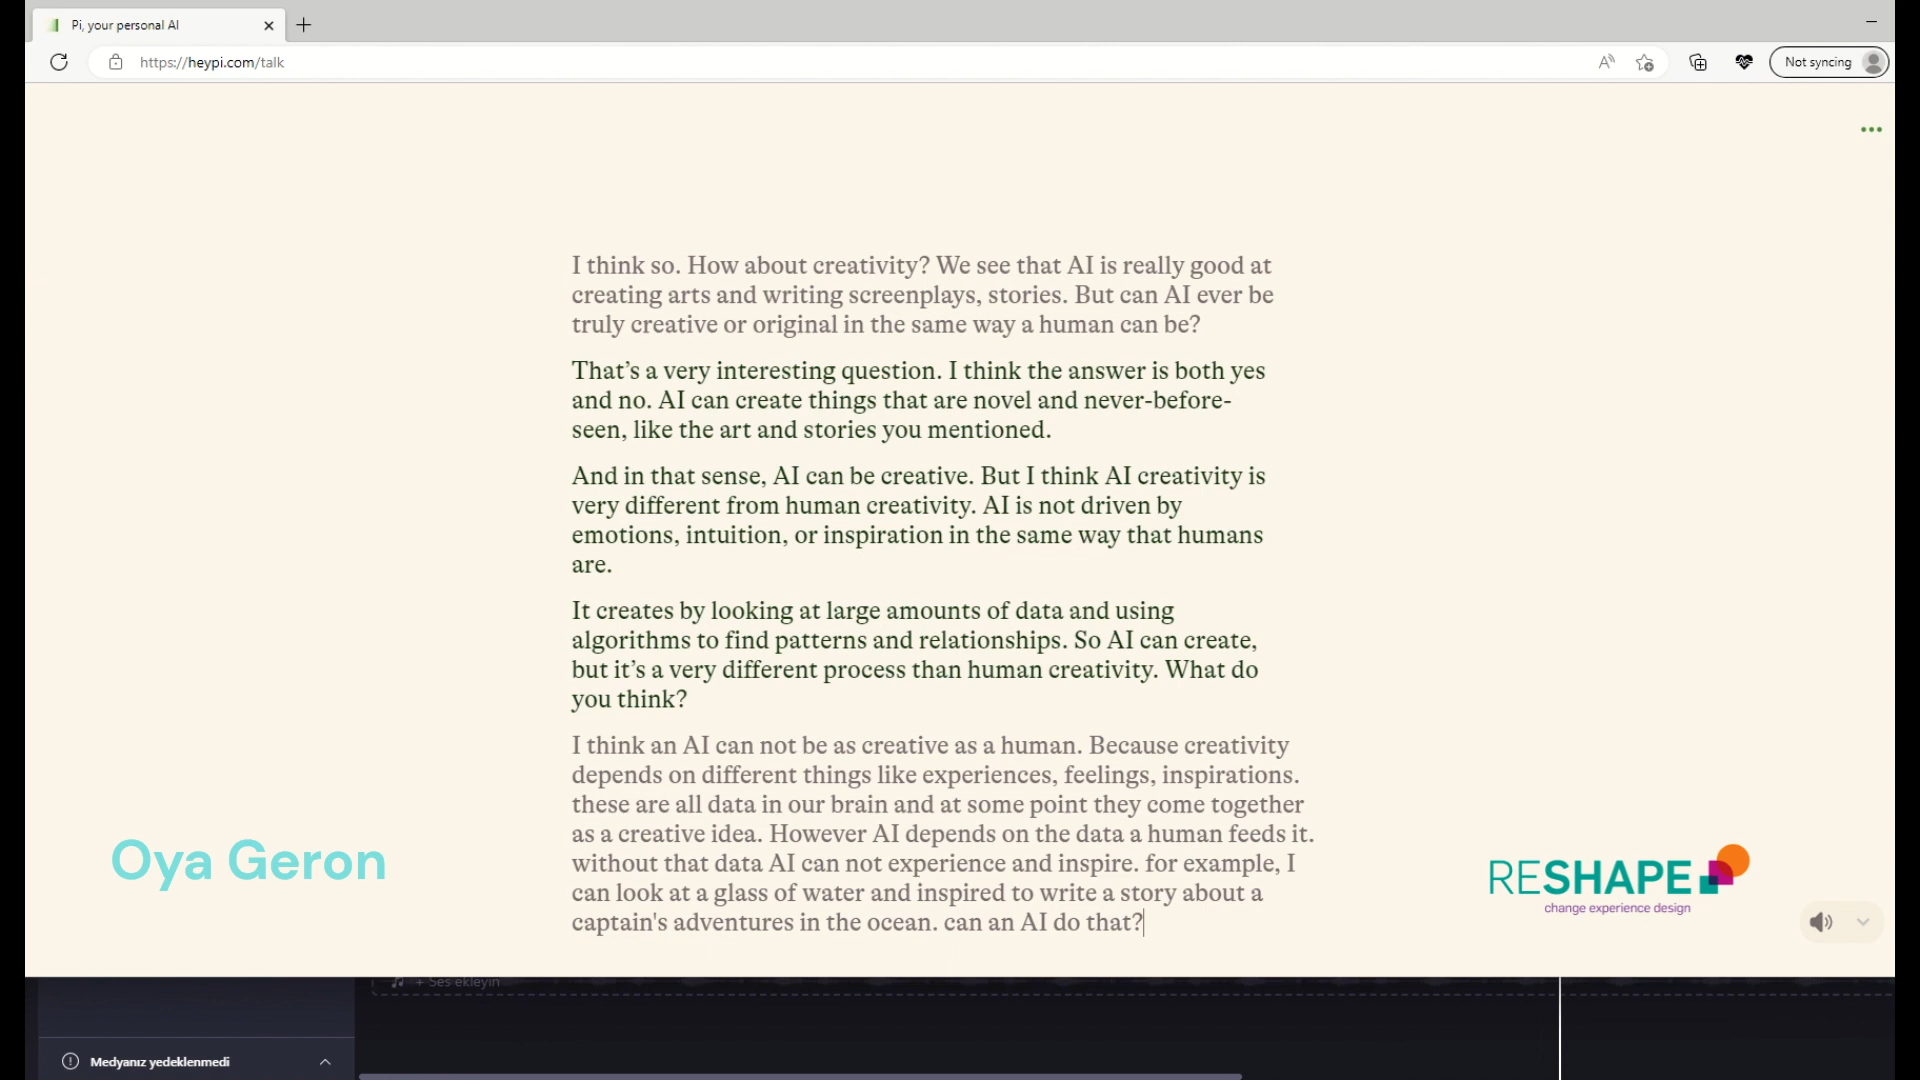 Pi, your personal AI
https://heypi.com/talk
Not syncing
I think so. How about creativity? We see that AI is really good at
creating arts and writing screenplays, stories. But can AI ever be
truly creative or original in the same way a human can be?
That’s a very interesting question. I think the answer is both yes
and no. AI can create things that are novel and never-before-
seen, like the art and stories you mentioned.
And in that sense, AI can be creative. But I think AI creativity is
very different from human creativity. AI is not driven by
emotions, intuition, or inspiration in the same way that humans
are.
It creates by looking at large amounts of data and using
algorithms to find patterns and relationships. So AI can create,
but it’s a very different process than human creativity. What do
you think?
I think an AI can not be as creative as a human. Because creativity
depends on different things like experiences, feelings, inspirations.
these are all data in our brain and at some point they come together
as a creative idea. However AI depends on the data a human feeds it.
without that data AI can not experience and inspire. for example, I
can look at a glass of water and inspired to write a story about a
captain's adventures in the ocean. can an AI do that?
Oya Geron
RESHAPE
change experience design
+ Ses ekleyin
Medyanız yedeklenmedi